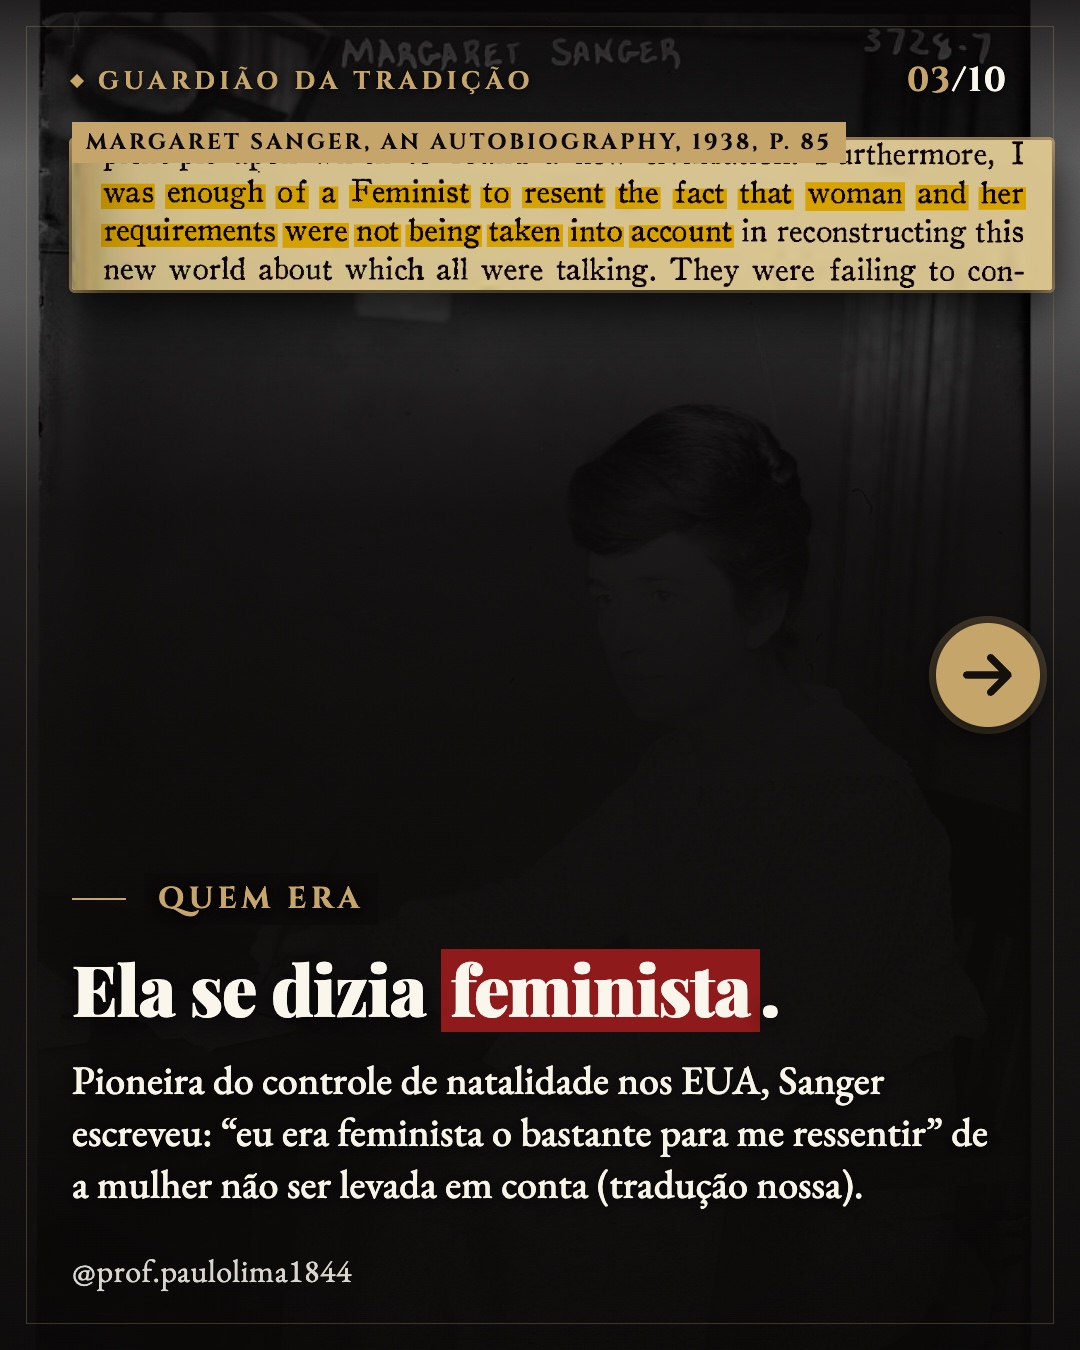 MARGARET SANGER 3728-7
◆ GUARDIÃO DA TRADIÇÃO 03/10
MARGARET SANGER, AN AUTOBIOGRAPHY, 1938, P. 85
urthermore, I
was enough of a Feminist to resent the fact that woman and her
requirements were not being taken into account in reconstructing this
new world about which all were talking. They were failing to con-
QUEM ERA
Ela se dizia feminista.
Pioneira do controle de natalidade nos EUA, Sanger
escreveu: “eu era feminista o bastante para me ressentir” de
a mulher não ser levada em conta (tradução nossa).
@prof.paulolima1844